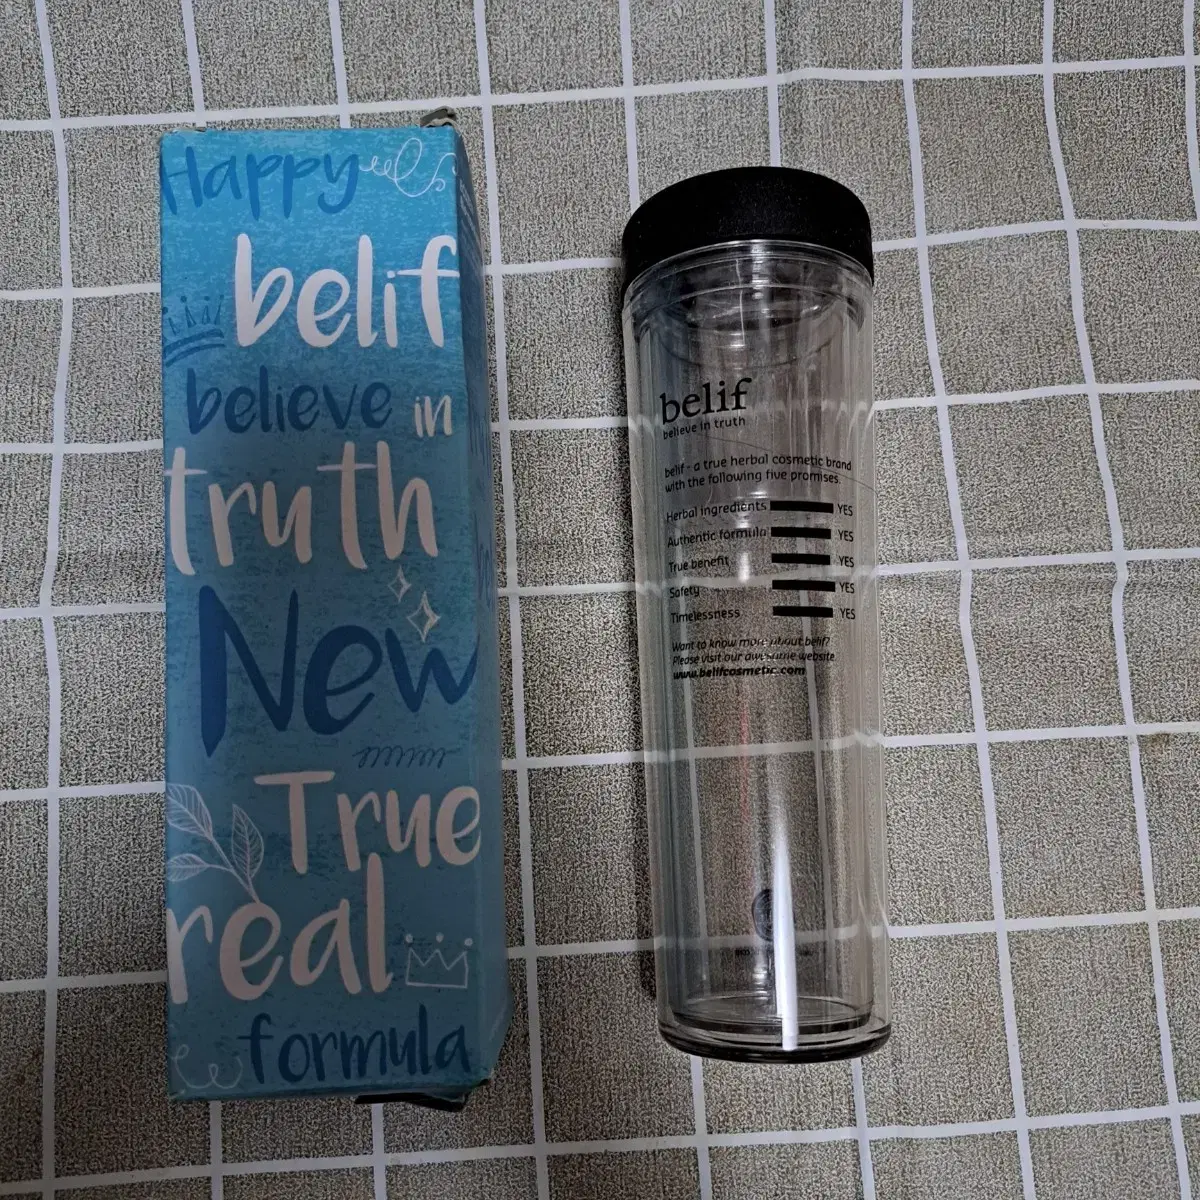 Happy
belif
believe in
truth
New
True
real
formula
belif
believe in truth
belif - a true herbal cosmetic brand
with the following five promises.
Herbal ingredients YES
Authentic formula YES
True benefit YES
Safety YES
Timelessness YES
Want to know more about belif?
Please visit our awesome website
www.belifcosmetic.com